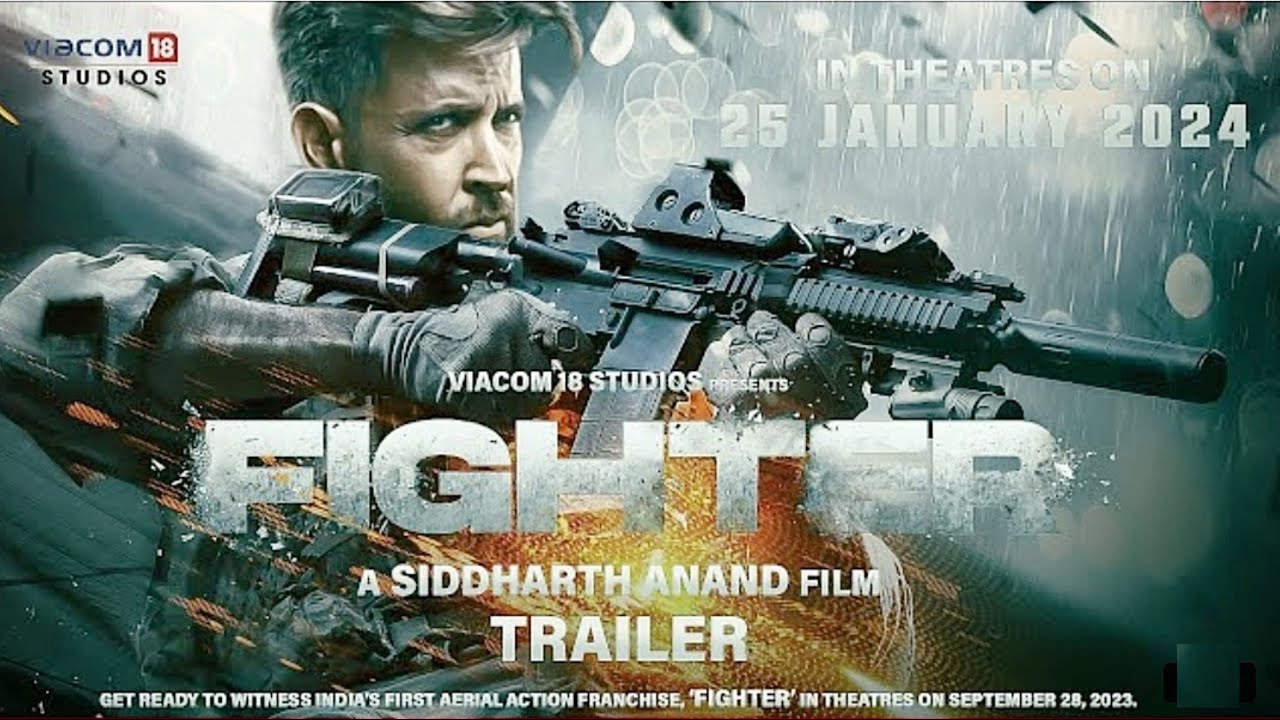 VIACOM 18
STUDIOS
IN THEATRES ON
25 JANUARY 2024
VIACOM 18 STUDIOS PRESENTS
FIGHTER
A SIDDHARTH ANAND FILM
TRAILER
GET READY TO WITNESS INDIA'S FIRST AERIAL ACTION FRANCHISE, 'FIGHTER' IN THEATRES ON SEPTEMBER 28, 2023.